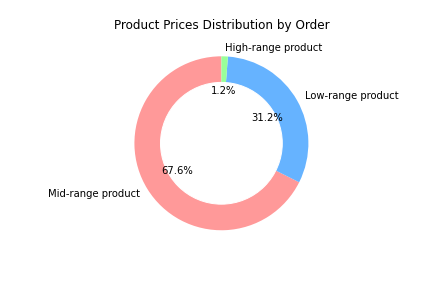 Product Prices Distribution by Order
High-range product
1.2%
Low-range product
31.2%
67.6%
Mid-range product